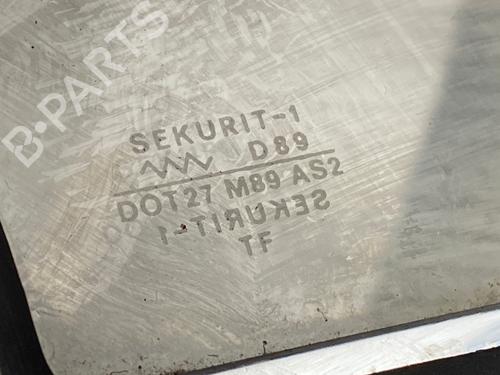 B-PARTS
SEKURIT-1
D89
DOT27 M89 AS2
SEKURIT-1
TF